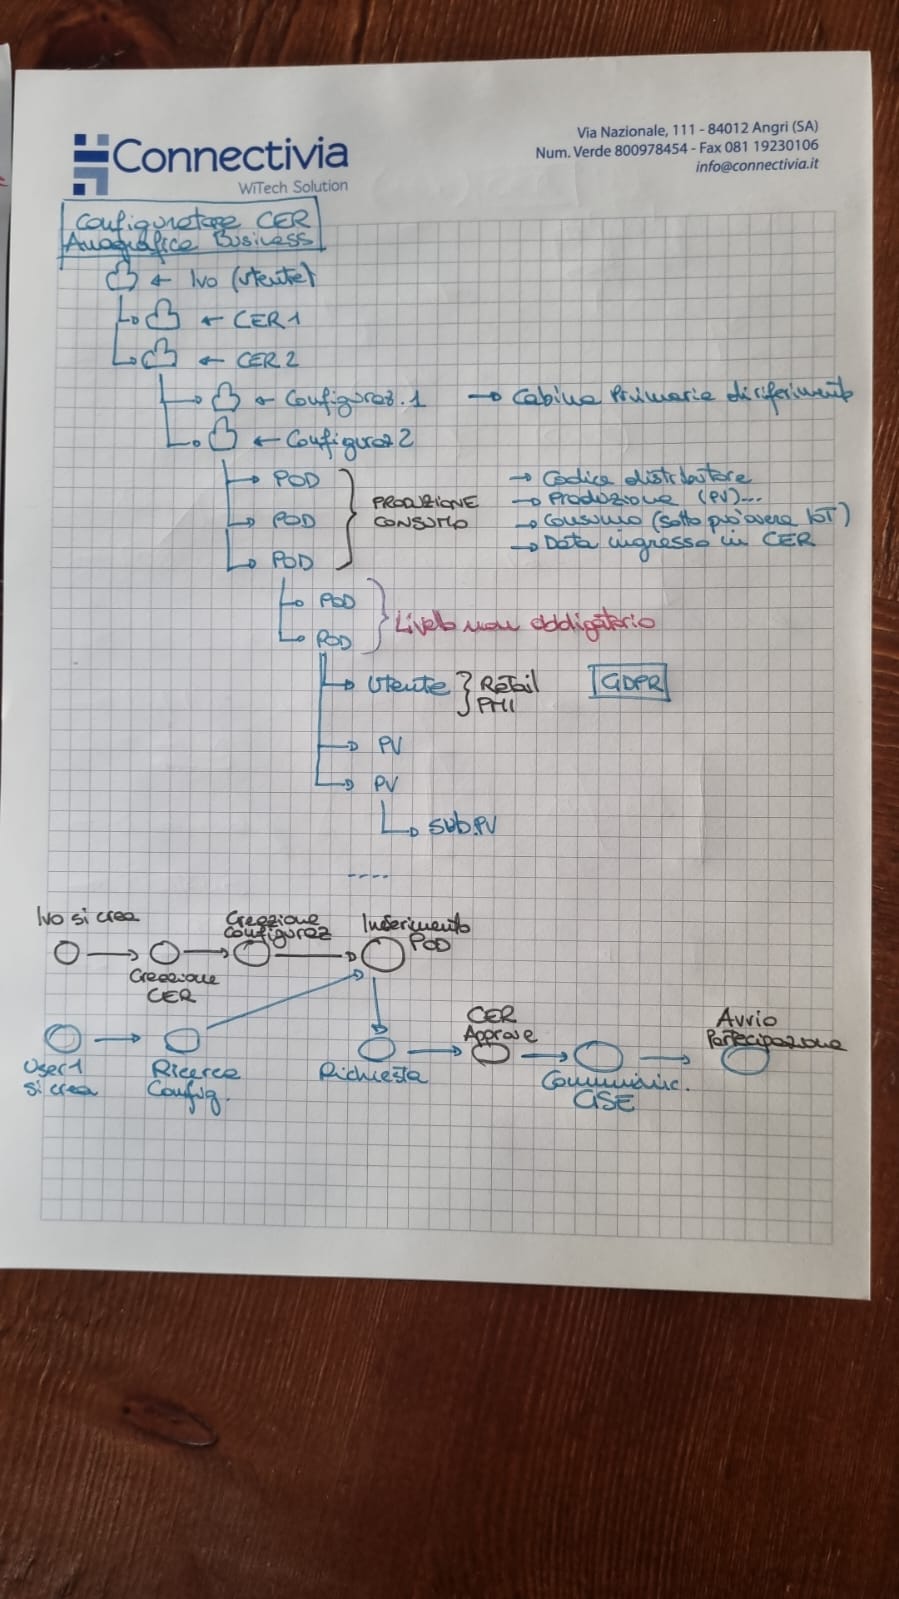 Connectivia
WiTech Solution
Via Nazionale, 111 - 84012 Angri (SA)
Num. Verde 800978454 - Fax 081 19230106
info@connectivia.it
Configuratore CER
Anagrafica Business
← Ivo (utente)
← CER 1
← CER 2
← Configuraz. 1 → Cabina Primaria di riferimento
← Configuraz 2
POD
POD
POD
PRODUZIONE
CONSUMO
→ Codice distributore
→ Produzione (PV)...
→ Consumo (sotto può avere IoT)
→ Data ingresso in CER
POD
POD
Livello non obbligatorio
Utente
Retail
PMI
GDPR
PV
PV
SUB.PV
----
Ivo si crea
Creazione
CER
Creazione
Configuraz
Inserimento
POD
User 1
si crea
Ricerca
Config.
Richiesta
CER
Approva
Comunic.
GSE
Avvio
Partecipazione